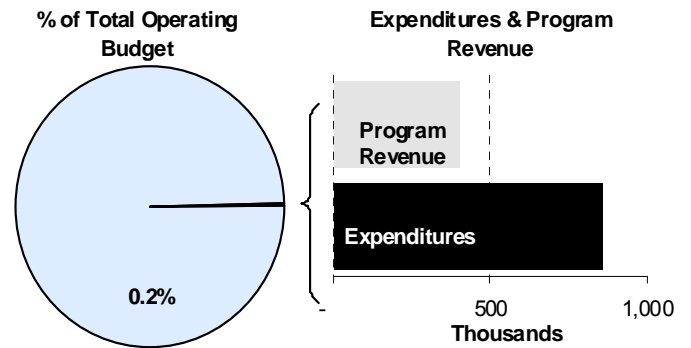 % of Total Operating
Budget
0.2%
Expenditures & Program
Revenue
Program
Revenue
Expenditures
- 500 1,000
Thousands